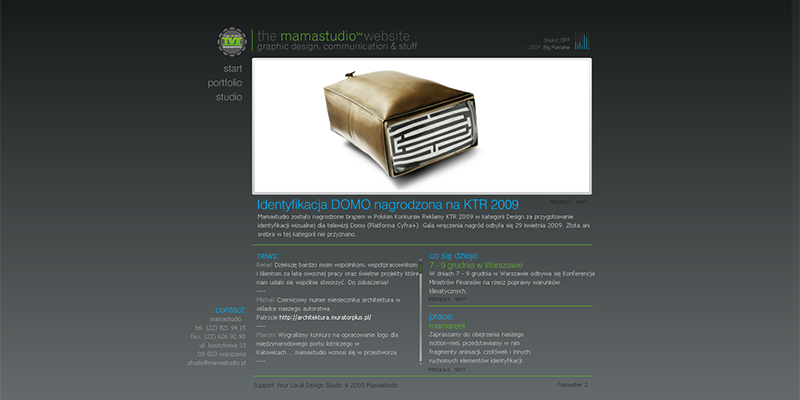 the mamastudio™ website
graphic design, communication & stuff
Sound: OFF
LOOP: Big Punisher
start
portfolio
studio
Identyfikacja DOMO nagrodzona na KTR 2009
PREVIOUS NEXT
Mamastudio zostało nagrodzone brązem w Polskim Konkursie Reklamy KTR 2009 w kategorii Design za przygotowanie
identyfikacji wizualnej dla telewizji Domo (Platforma Cyfra+). Gala wręczenia nagród odbyła się 29 kwietnia 2009. Złota ani
srebra w tej kategorii nie przyznano.
news:
Rene: Dziekuję bardzo moim wspólnikom, współpracownikom
i klientom za lata owocnej pracy oraz świetne projekty które
nam udało sie wspólnie stworzyć. Do zobaczenia!
----
Michał: Czerwcowy numer miesięcznika architektura w
okładce naszego autorstwa.
Patrzcie http://architektura.muratorplus.pl/
----
Marcin: Wygraliśmy konkurs na opracowanie logo dla
międzynarodowego portu lotniczego w
Katowicach... mamastudio wznosi się w przestworza
----
co się dzieje:
7 - 9 grudnia w Warszawie
W dniach 7 - 9 grudnia w Warszawie odbywa się Konferencja
Ministrów Finansów na rzecz poprawy warunków
klimatycznych.
PREVIOUS NEXT
prace:
mamareel
Zapraszamy do obejrzenia naszego
motion-reel. przedstawiamy w nim
fragmenty animacji, czołówek i innych
ruchomych elementów identyfikacji.
PREVIOUS NEXT
contact:
mamastudio
tel. (22) 821 94 15
fax. (22) 626 92 90
ul. koszykowa 33
00-553 warszawa
studio@mamastudio.pl
Support Your Local Design Studio © 2005 Mamastudio
Remaster 2